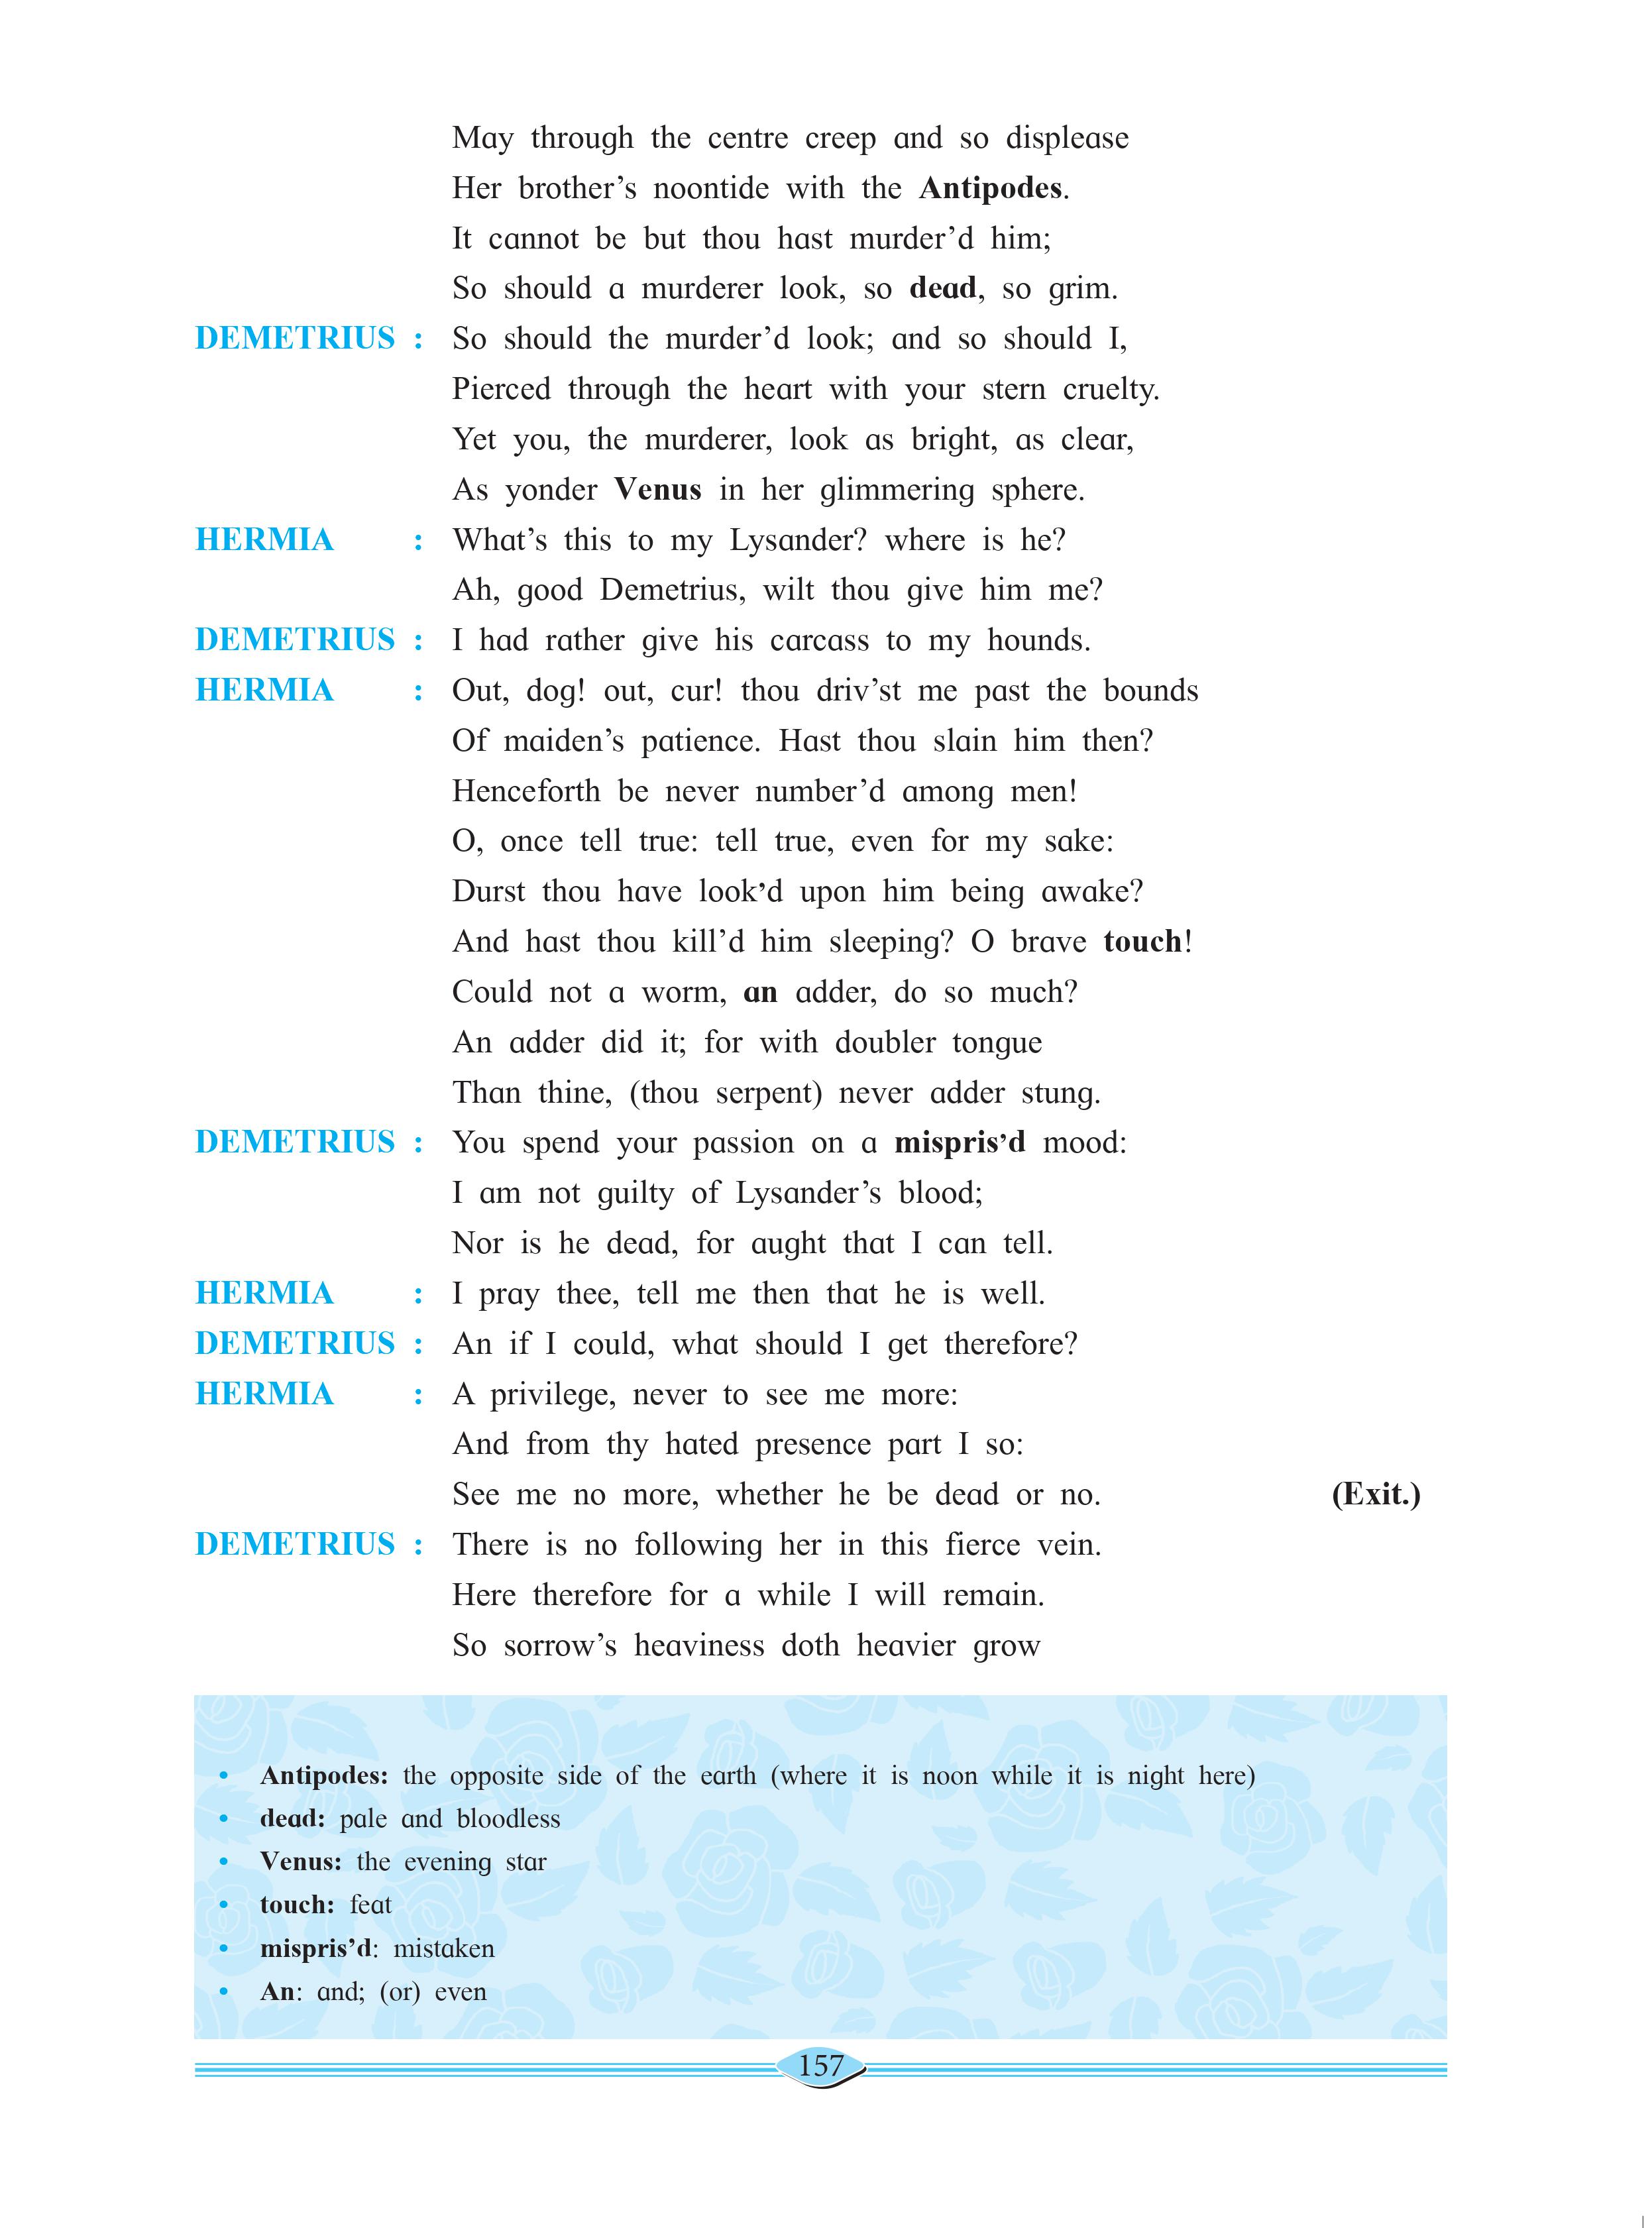 May through the centre creep and so displease
Her brother’s noontide with the Antipodes.
It cannot be but thou hast murder’d him;
So should a murderer look, so dead, so grim.
DEMETRIUS : So should the murder’d look; and so should I,
Pierced through the heart with your stern cruelty.
Yet you, the murderer, look as bright, as clear,
As yonder Venus in her glimmering sphere.
HERMIA : What’s this to my Lysander? where is he?
Ah, good Demetrius, wilt thou give him me?
DEMETRIUS : I had rather give his carcass to my hounds.
HERMIA : Out, dog! out, cur! thou driv’st me past the bounds
Of maiden’s patience. Hast thou slain him then?
Henceforth be never number’d among men!
O, once tell true: tell true, even for my sake:
Durst thou have look’d upon him being awake?
And hast thou kill’d him sleeping? O brave touch!
Could not a worm, an adder, do so much?
An adder did it; for with doubler tongue
Than thine, (thou serpent) never adder stung.
DEMETRIUS : You spend your passion on a mispris’d mood:
I am not guilty of Lysander’s blood;
Nor is he dead, for aught that I can tell.
HERMIA : I pray thee, tell me then that he is well.
DEMETRIUS : An if I could, what should I get therefore?
HERMIA : A privilege, never to see me more:
And from thy hated presence part I so:
See me no more, whether he be dead or no. (Exit.)
DEMETRIUS : There is no following her in this fierce vein.
Here therefore for a while I will remain.
So sorrow’s heaviness doth heavier grow
• Antipodes: the opposite side of the earth (where it is noon while it is night here)
• dead: pale and bloodless
• Venus: the evening star
• touch: feat
• mispris’d: mistaken
• An: and; (or) even
157